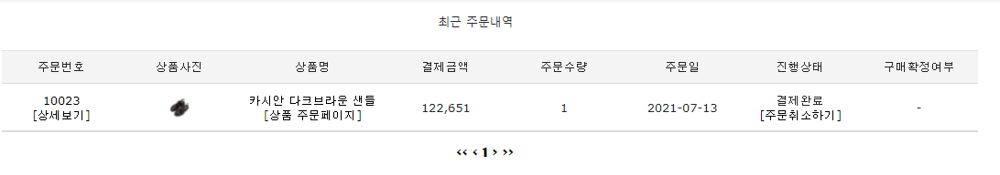 최근 주문내역
주문번호 상품사진 상품명 결제금액 주문수량 주문일 진행상태 구매확정여부
10023 카시안 다크브라운 샌들 결제완료
122,651 1 2021-07-13 -
[상세보기] [상품 주문페이지] [주문취소하기]
<< < 1 > >>